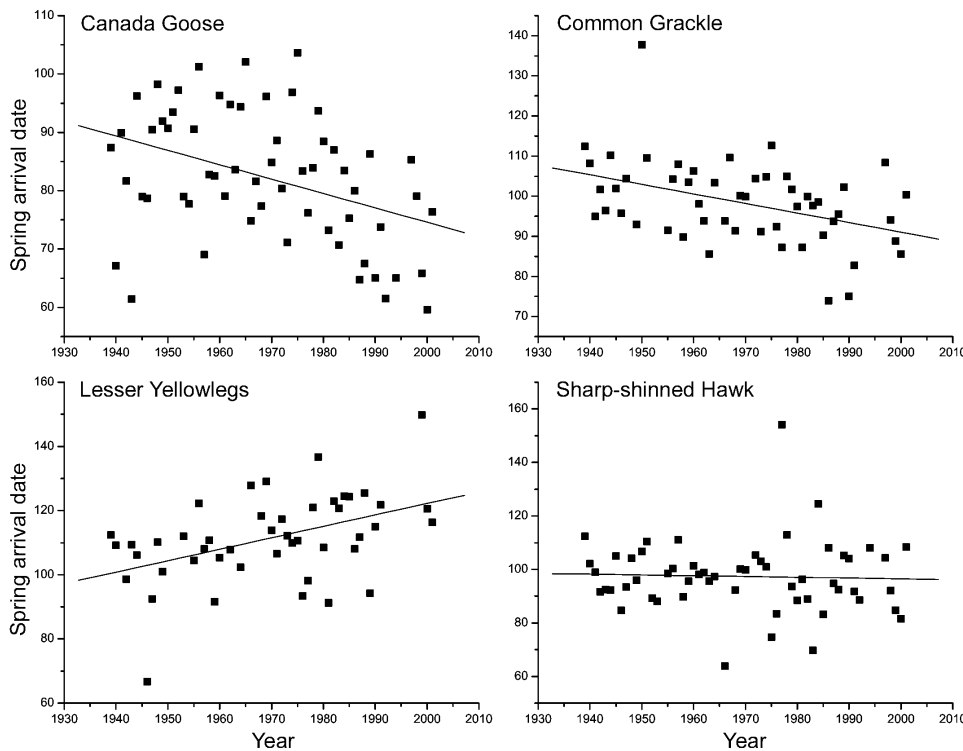 Canada Goose
Common Grackle
Spring arrival date
110
100
90
80
70
60
1930 1940 1950 1960 1970 1980 1990 2000 2010
140
130
120
110
100
90
80
70
1930 1940 1950 1960 1970 1980 1990 2000 2010
Lesser Yellowlegs
Sharp-shinned Hawk
Spring arrival date
160
140
120
100
80
60
1930 1940 1950 1960 1970 1980 1990 2000 2010
160
140
120
100
80
60
1930 1940 1950 1960 1970 1980 1990 2000 2010
Year
Year